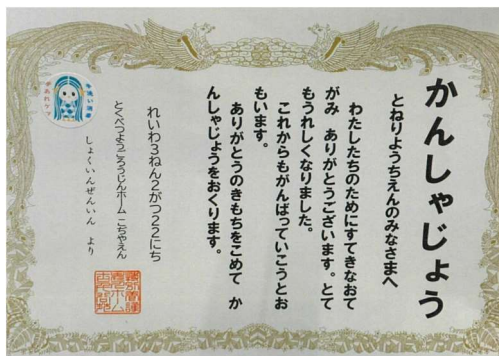 かんしゃじょう
とねりようちえんのみなさまへ
わたしたちのためにすてきなおて
がみ ありがとうございます。とて
もうれしくなりました。
これからもがんばっていこうとお
もいます。
ありがとうのきもちをこめて か
んしゃじょうをおくります。
れいわ3ねん2がつ22にち
とくべつようごろうじんホーム こちやえん
しょくいんぜんいん より